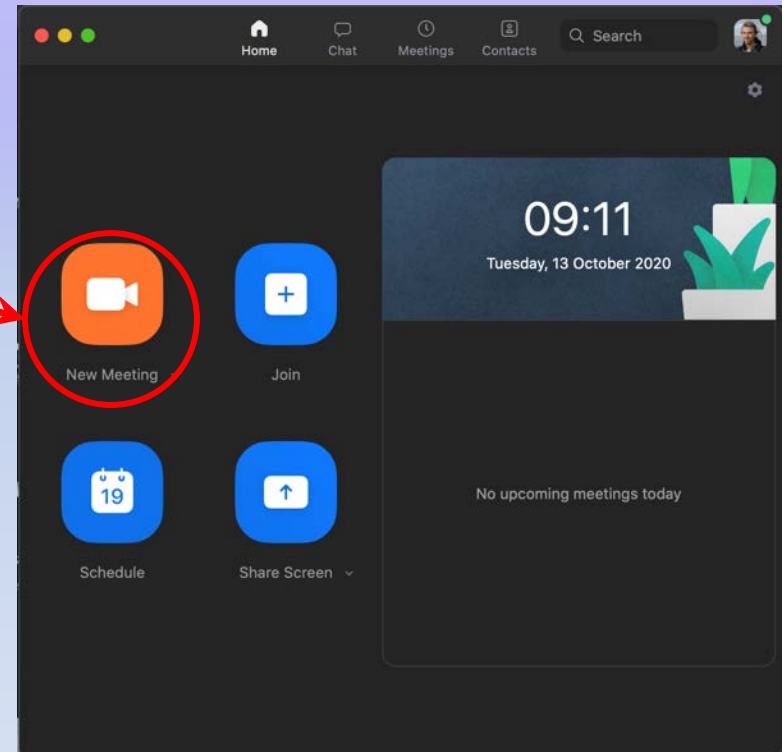 Home
Chat
Meetings
Contacts
Search
09:11
Tuesday, 13 October 2020
New Meeting
Join
19
Schedule
Share Screen
No upcoming meetings today